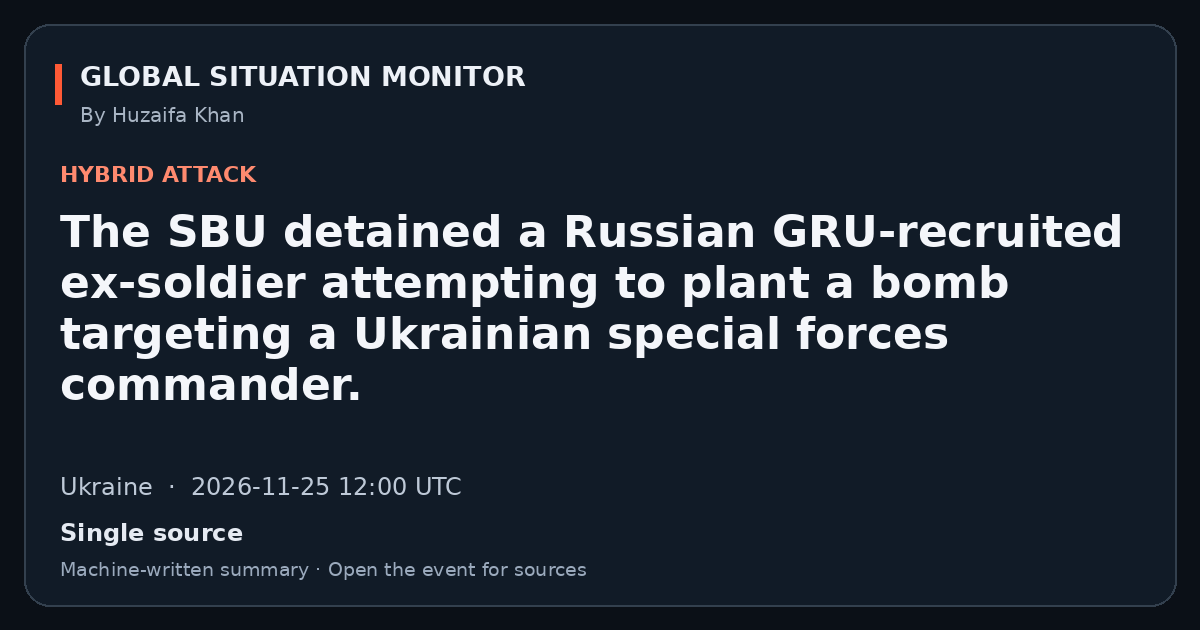 GLOBAL SITUATION MONITOR
By Huzaifa Khan
HYBRID ATTACK
The SBU detained a Russian GRU-recruited
ex-soldier attempting to plant a bomb
targeting a Ukrainian special forces
commander.
Ukraine · 2026-11-25 12:00 UTC
Single source
Machine-written summary · Open the event for sources